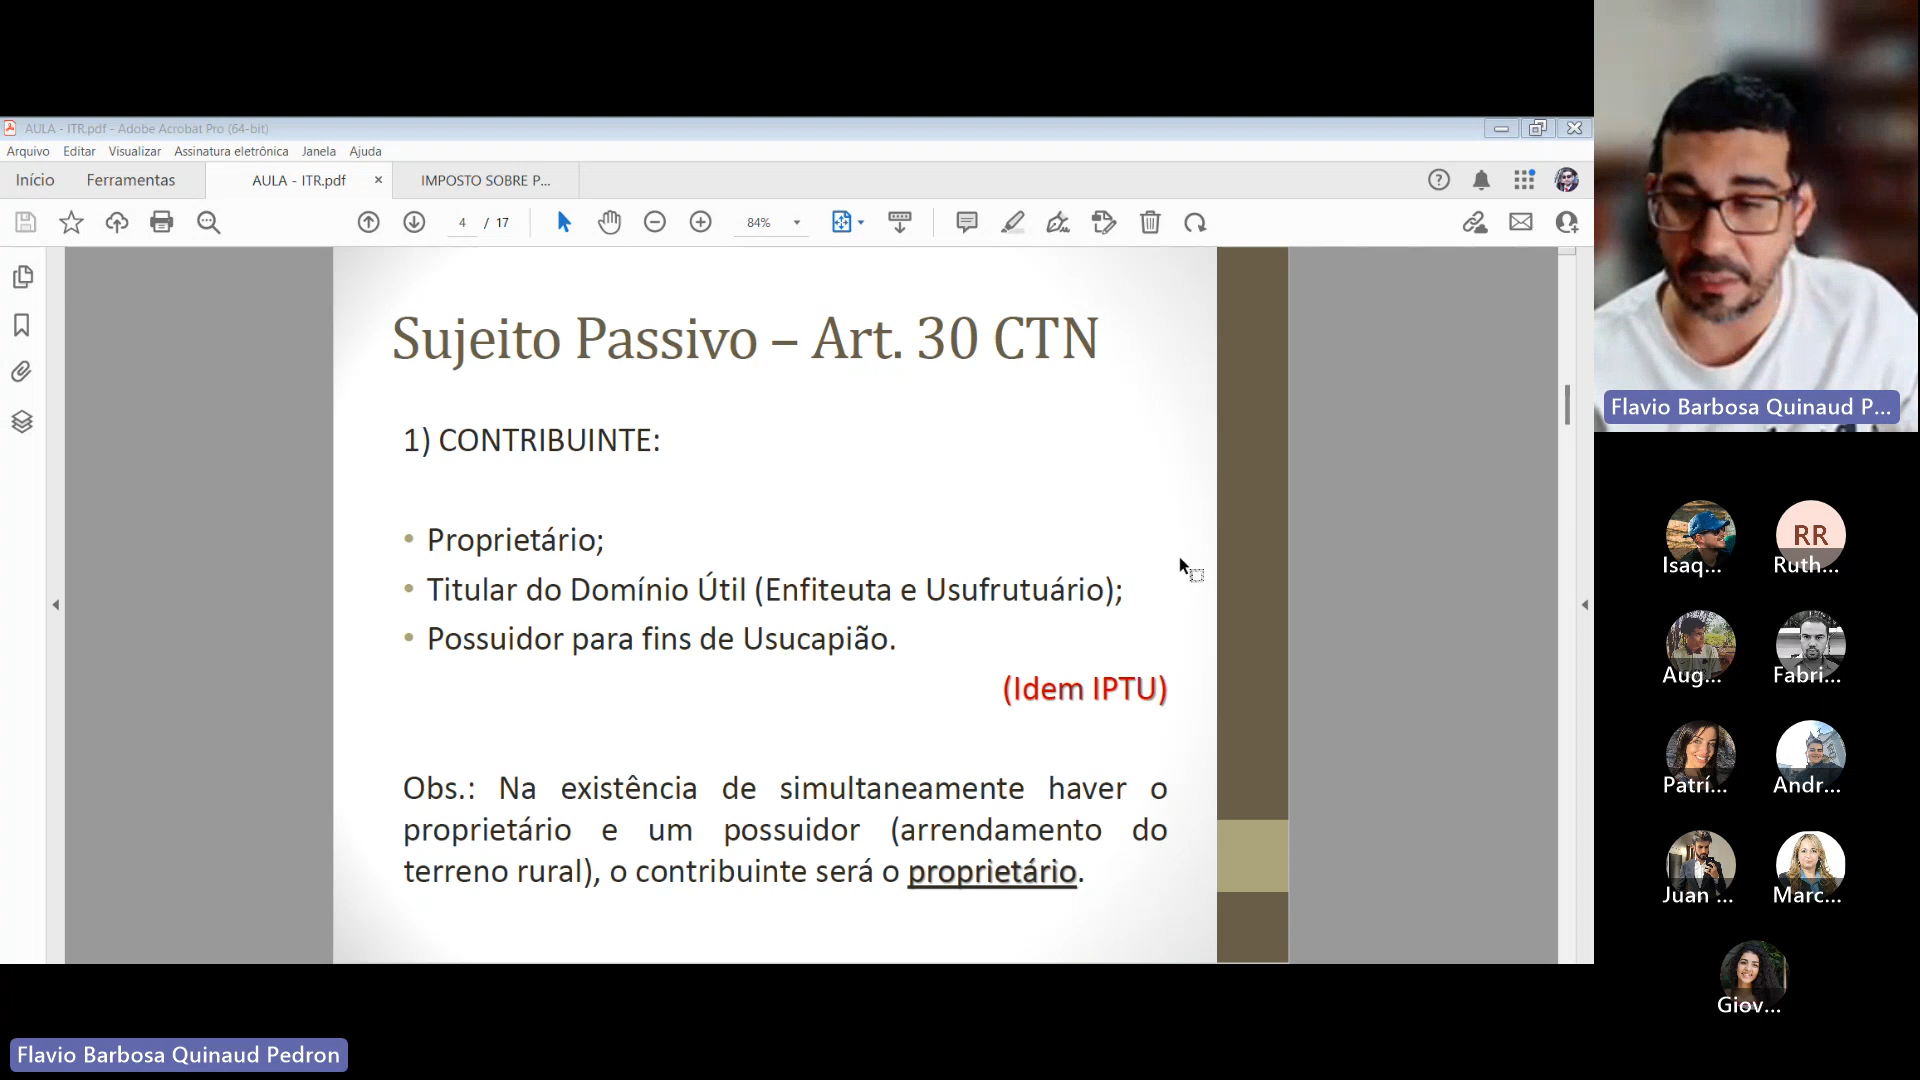 AULA - ITR.pdf - Adobe Acrobat Pro (64-bit)
Arquivo Editar Visualizar Assinatura eletrônica Janela Ajuda
Início Ferramentas AULA - ITR.pdf × IMPOSTO SOBRE P...
4 / 17 84%
Sujeito Passivo – Art. 30 CTN
1) CONTRIBUINTE:
• Proprietário;
• Titular do Domínio Útil (Enfiteuta e Usufrutuário);
• Possuidor para fins de Usucapião.
(Idem IPTU)
Obs.: Na existência de simultaneamente haver o
proprietário e um possuidor (arrendamento do
terreno rural), o contribuinte será o proprietário.
Flavio Barbosa Quinaud P...
RR
Isaq... Ruth...
Aug... Fabri...
Patrí... Andr...
Juan ... Marc...
Giov...
Flavio Barbosa Quinaud Pedron